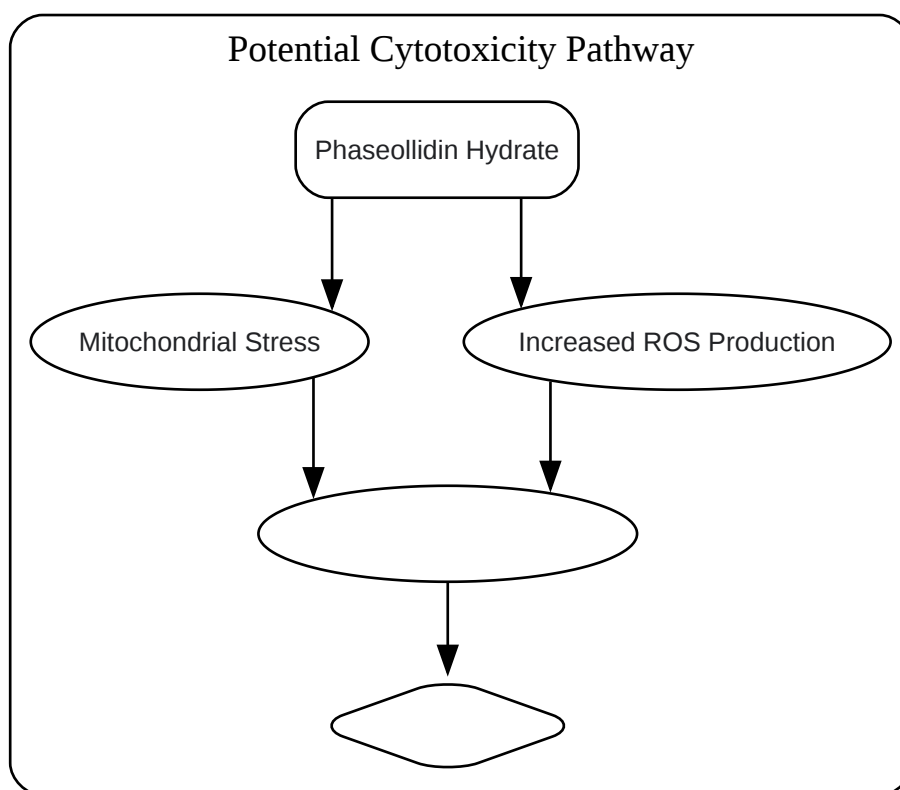 Potential Cytotoxicity Pathway
Phaseollidin Hydrate
Mitochondrial Stress
Increased ROS Production